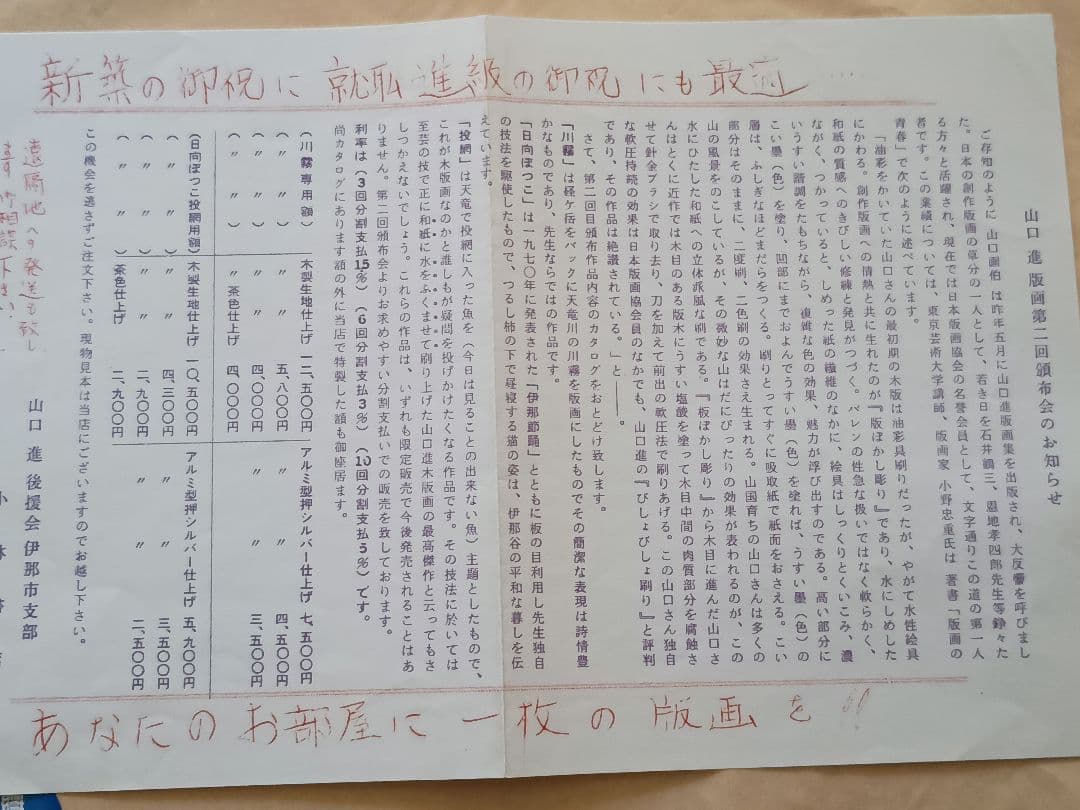 新築の御祝に 就职進級の御祝にも最適……
山口 進 版画第二回頒布会のお知らせ
ご存知のように 山口画伯 は昨年五月に山口進版画集を出版され、大反響を呼びまし
た。日本の創作版画の草分の一人として、若き日を石井鶴三、恩地孝四郎先生等錚々た
る方々と活躍され、現在では日本版画協会の名誉会員として、文字通りこの道の第一人
者です。この業績については、東京芸術大学講師、版画家 小野忠重氏は 著書「版画の
青春」で次のように述べています。
「油彩をかいていた山口さんの最初期の木版は油彩具刷りだったが、やがて水性絵具
にかわる。創作版画への情熱と共に生れたのが『版ぼかし彫り』であり、水にしめした
和紙の質感へのきびしい修練と発見がつづく。バレンの性急な扱いではなく軟らかく、
ながく、つかっていると、しめった紙の繊維のなかに、絵具はしっくりとくいこみ、濃
いうすい諧調をたもちながら、複雑な色の効果、魅力が浮び出すのである。高い部分に
こい墨（色）を塗り、凹部にまでおよんでうすい墨（色）を塗れば、うすい墨（色）の
層は、ふしぎなほどまだらをつくる。刷りとってすぐに吸取紙で紙面をおさえる。こい
部分はそのままに、二度刷、二色刷の効果さえ生まれる。山国育ちの山口さんは多くの
山の風景をのこしているが、その微妙な山はだにぴったりの効果が表われるのが、この
水にひたした和紙への立体派風な刷である。『板ぼかし彫り』から木目に進んだ山口さ
んはとくに近作では木目のある版木にうすい塩酸を塗って木目中間の肉質部分を腐蝕さ
せて針金ブラシで取り去り、刀を加えて前出の軟圧法で刷りあげる。この山口さん独自
な軟圧持続の効果は日本版画協会員のなかでも、山口進の『びしょびしょ刷り』と評判
であり、その作品は絶讃されている。」と――。
さて、第二回目頒布作品内容のカタログをおとどけ致します。
「川霧」は経ケ岳をバックに天竜川の川霧を版画にしたものでその簡潔な表現は詩情豊
かなものであり、先生ならではの作品です。
「日向ぼっこ」は一九七〇年に発表された「伊那節踊」とともに板の目利用し先生独自
の技法を駆使したもので、つるし柿の下で昼寝する猫の姿は、伊那谷の平和な暮しを伝
えています。
「投網」は天竜で投網に入った魚を（今日は見ることの出来ない魚）主題としたもので、
これが木版画なのかと誰しもが疑問を投げかけたくなる作品です。その技法に於いては
至芸の技で正に和紙に水をふくませて刷り上げた山口進木版画の最高傑作と云ってもさ
しつかえないでしょう。これらの作品は、いずれも限定販売で今後発売されることはあ
りません。第二回頒布会よりお求めやすい分割支払いでの販売を致しております。
利率は（3回分割支払15％）（6回分割支払3％）（10回分割支払5％）です。
尚カタログにあります額の外に当店で特製した額も御座居ます。
（川霧専用額） 木製生地仕上げ 一二、五〇〇円 アルミ型押シルバー仕上げ 七、五〇〇円
（〃 〃） 〃 〃 五、八〇〇円 〃 〃 四、五〇〇円
（〃 〃） 〃 〃 四、〇〇〇円 〃 〃 三、五〇〇円
（〃 〃） 〃 茶色仕上げ 四、〇〇〇円
（日向ぼっこ投網用額） 木製生地仕上げ 一〇、五〇〇円 アルミ型押シルバー仕上げ 五、九〇〇円
（〃 〃） 〃 〃 四、三〇〇円 〃 〃 三、五〇〇円
（〃 〃） 〃 〃 二、九〇〇円 〃 〃 二、五〇〇円
（〃 〃） 茶色仕上げ 二、九〇〇円
この機会を逃さずご注文下さい。現物見本は当店にございますのでお越し下さい。
山口 進 後援会 伊那市支部
小 林
遠隔地への発送も致し
ます 御相談下さい。
あなたのお部屋に一枚の版画を!!